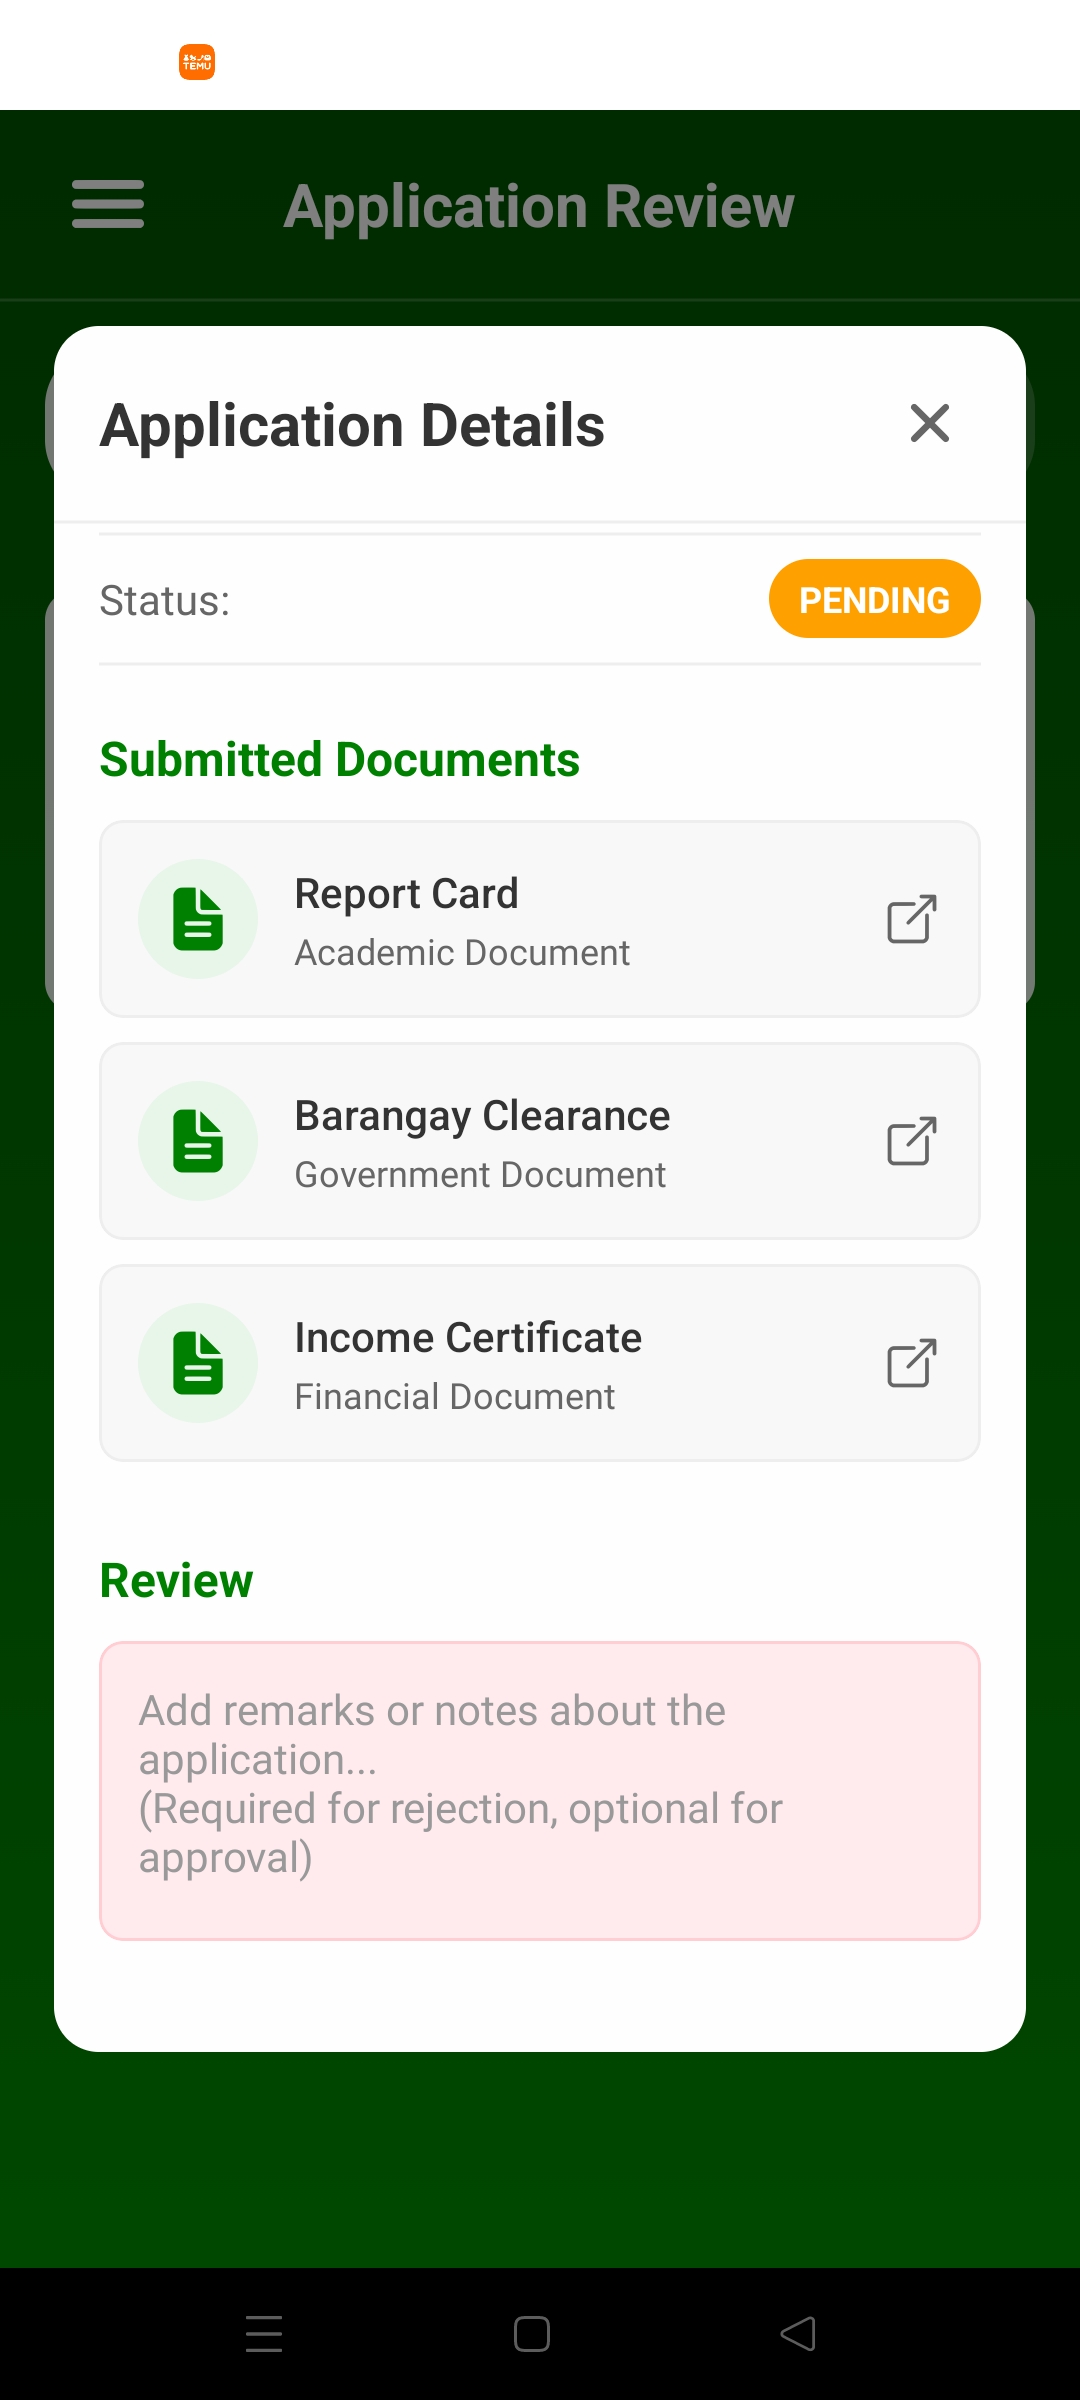 TEMU
Application Review
Application Details
Status:
PENDING
Submitted Documents
Report Card
Academic Document
Barangay Clearance
Government Document
Income Certificate
Financial Document
Review
Add remarks or notes about the
application...
(Required for rejection, optional for
approval)